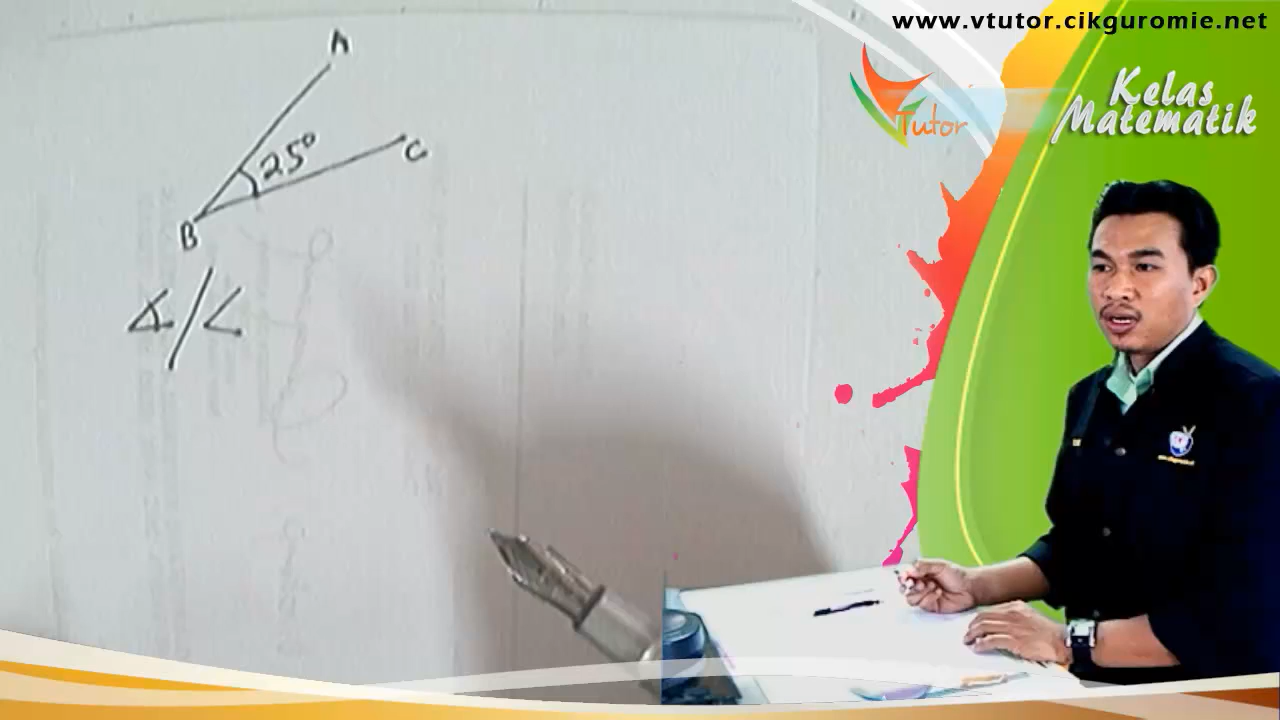 www.vtutor.cikguromie.net
Tutor
Kelas
Matematik
A
25°
C
B
∡/∠